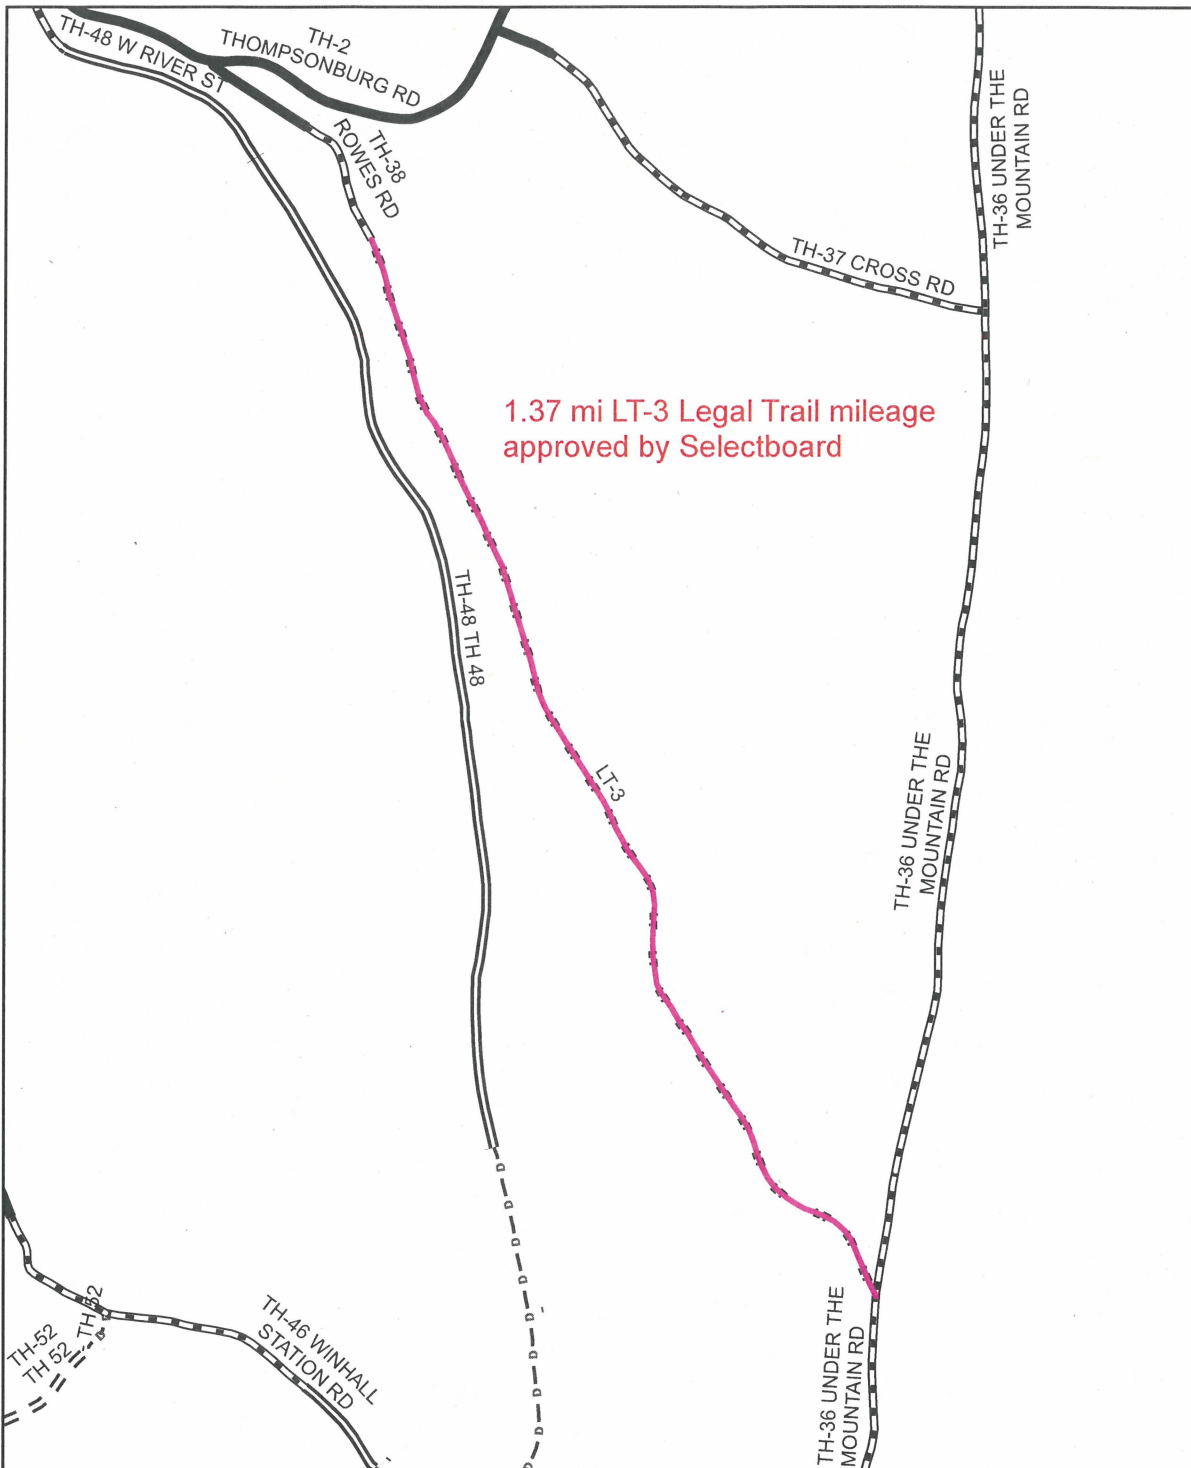 TH-48 W RIVER ST
TH-2
THOMPSONBURG RD
TH-38
ROWES RD
TH-36 UNDER THE
MOUNTAIN RD
TH-37 CROSS RD
1.37 mi LT-3 Legal Trail mileage
approved by Selectboard
TH-48 TH 48
LT-3
TH-36 UNDER THE
MOUNTAIN RD
D
D
D
D
D
D
D
D
D
TH 52
D
TH-52
TH 52
TH-46 WINHALL
STATION RD
TH-36 UNDER THE
MOUNTAIN RD